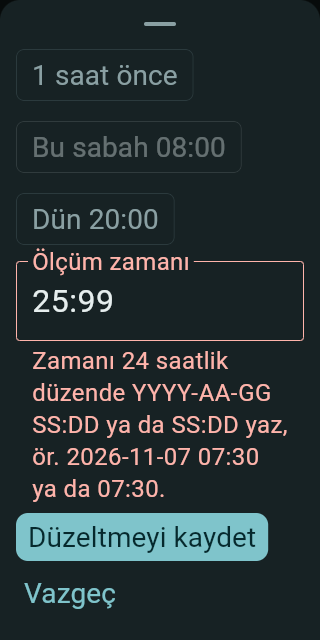 1 saat önce
Bu sabah 08:00
Dün 20:00
Ölçüm zamanı
25:99
Zamanı 24 saatlik
düzende YYYY-AA-GG
SS:DD ya da SS:DD yaz,
ör. 2026-11-07 07:30
ya da 07:30.
Düzeltmeyi kaydet
Vazgeç